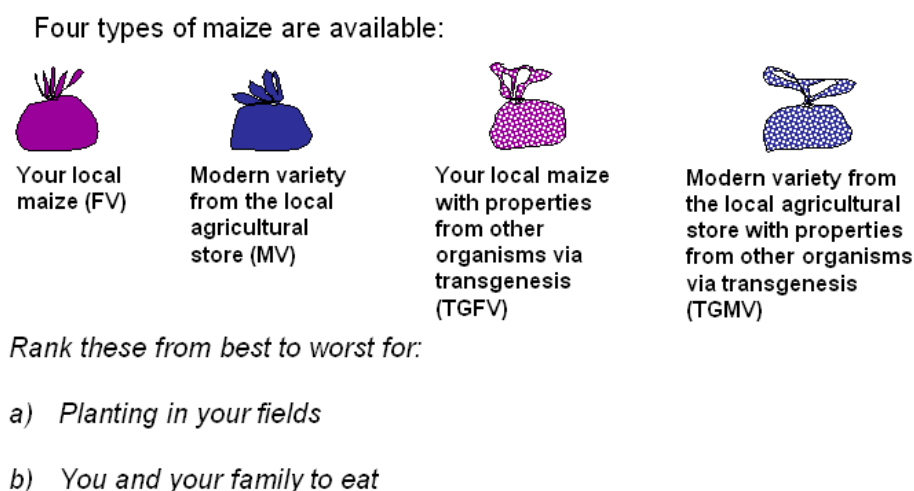 Four types of maize are available:
Your local
maize (FV)
Modern variety
from the local
agricultural
store (MV)
Your local maize
with properties
from other
organisms via
transgenesis
(TGFV)
Modern variety from
the local agricultural
store with properties
from other organisms
via transgenesis
(TGMV)
Rank these from best to worst for:
a) Planting in your fields
b) You and your family to eat